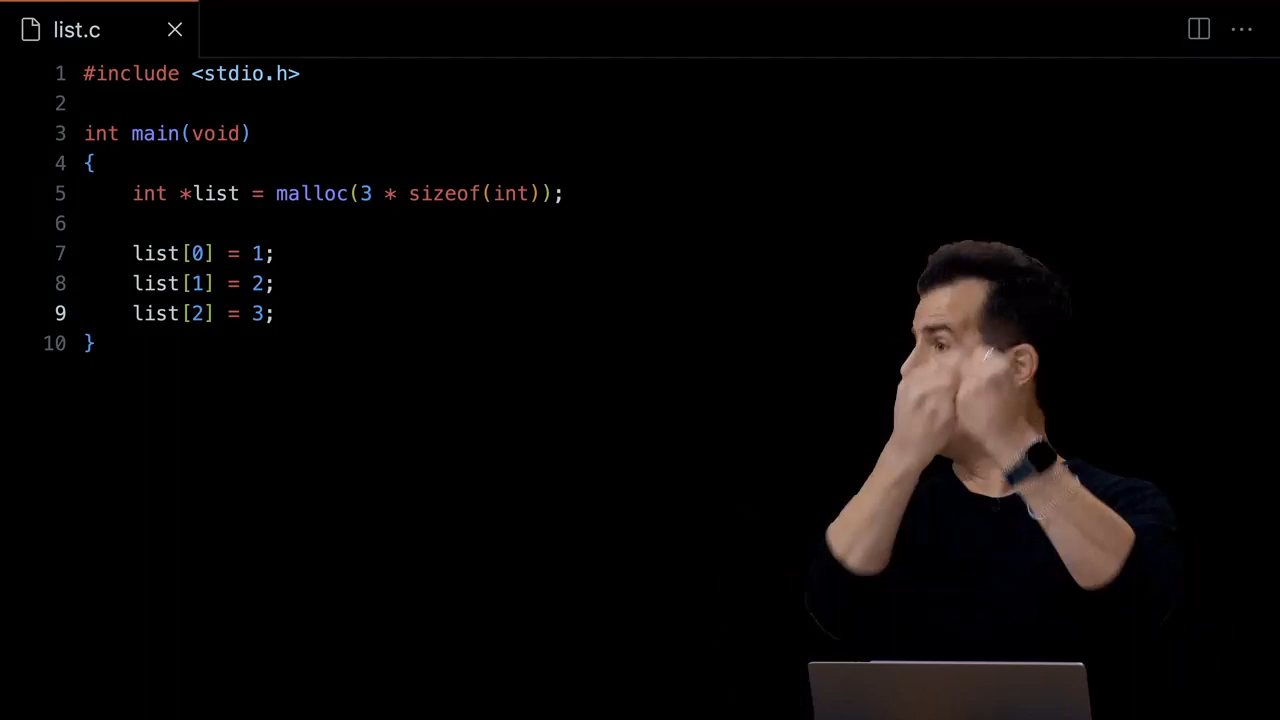 list.c
1 #include <stdio.h>
2
3 int main(void)
4 {
5     int *list = malloc(3 * sizeof(int));
6
7     list[0] = 1;
8     list[1] = 2;
9     list[2] = 3;
10 }